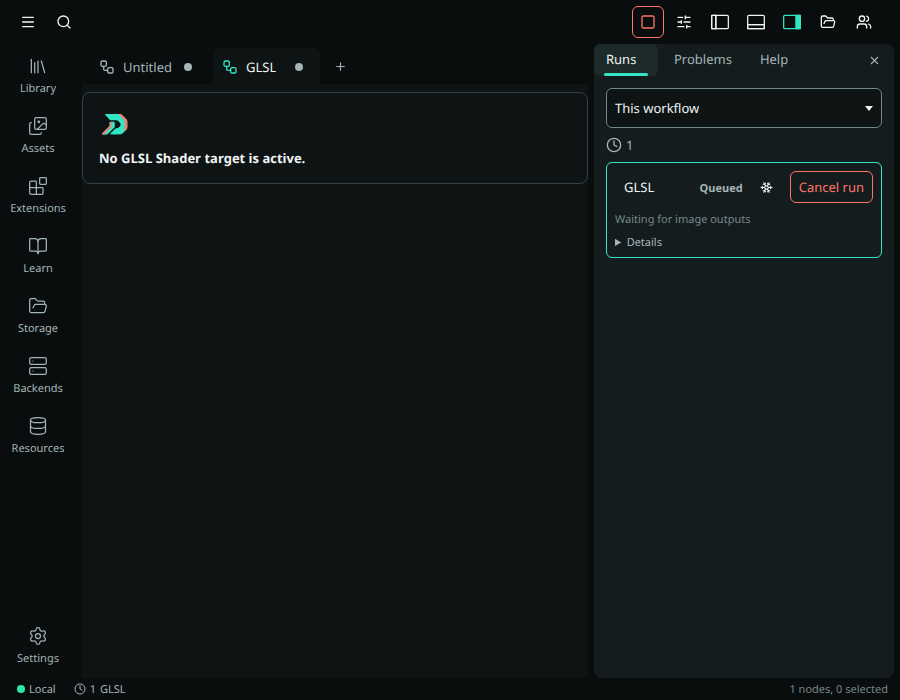 Untitled
GLSL
Runs
Problems
Help
Library
Assets
Extensions
Learn
Storage
Backends
Resources
Settings
No GLSL Shader target is active.
This workflow
1
GLSL
Queued
Cancel run
Waiting for image outputs
Details
Local
1 GLSL
1 nodes, 0 selected